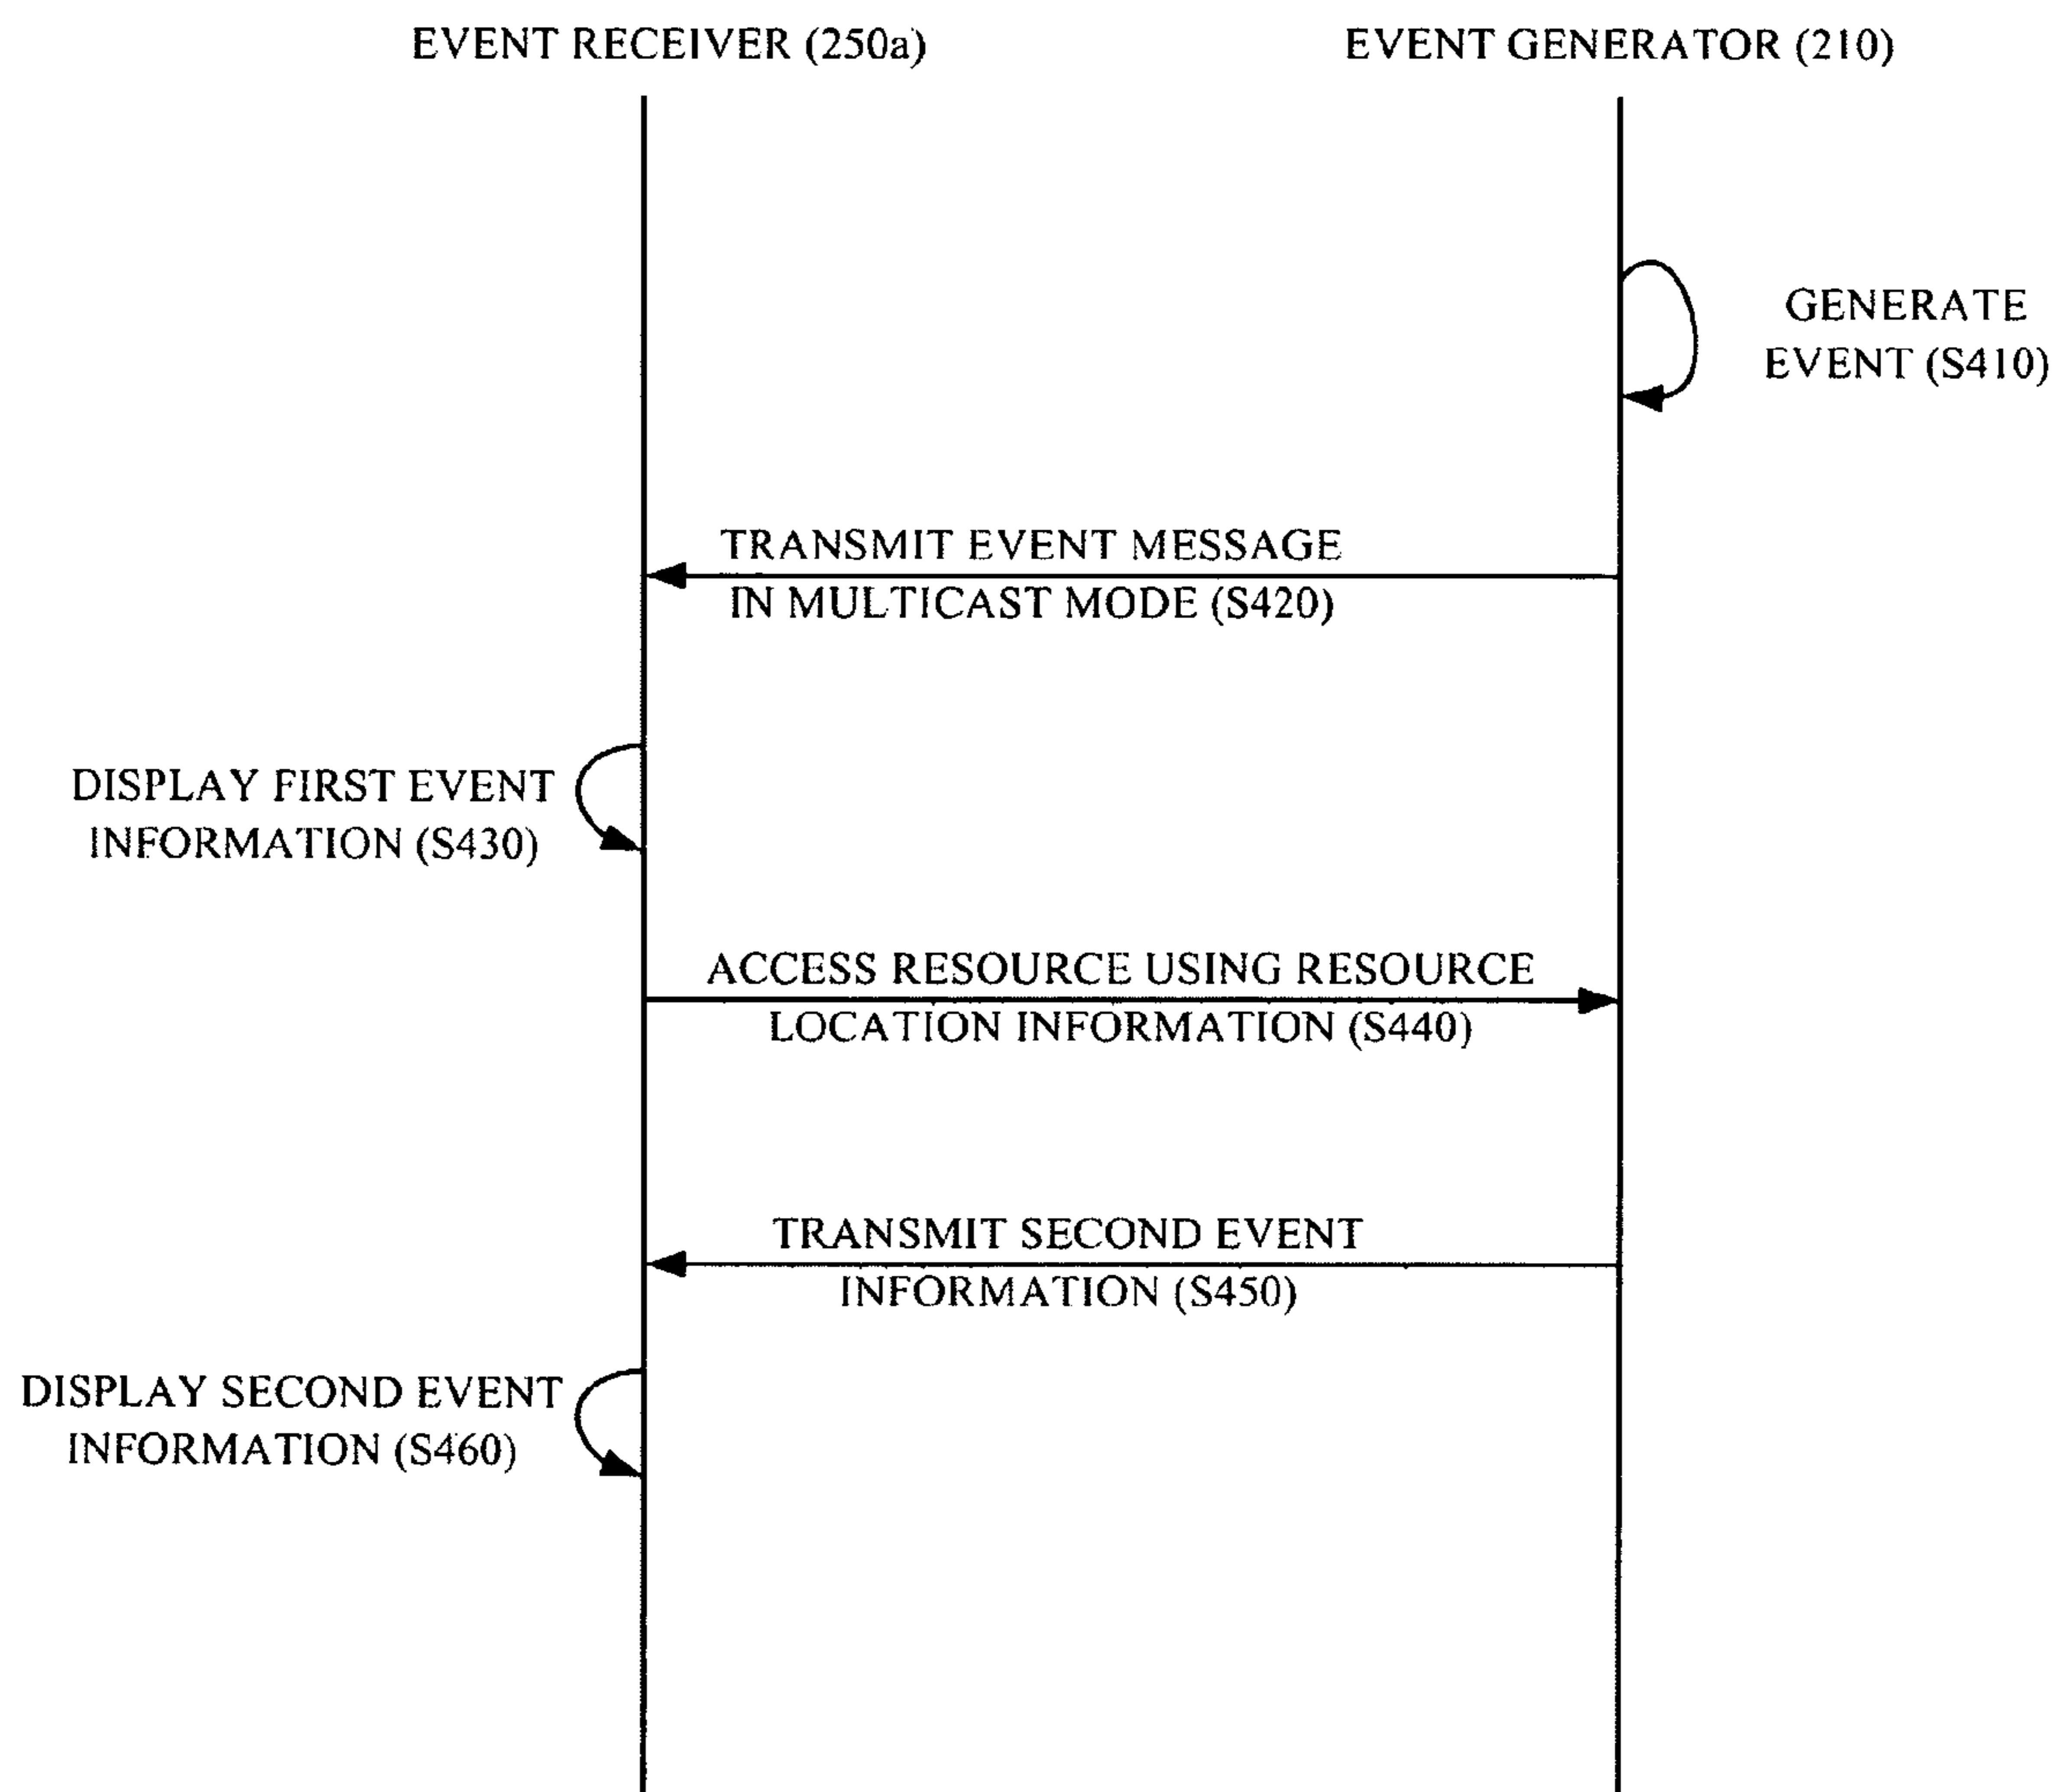 EVENT RECEIVER (250a)
EVENT GENERATOR (210)
GENERATE
EVENT (S410)
TRANSMIT EVENT MESSAGE
IN MULTICAST MODE (S420)
DISPLAY FIRST EVENT
INFORMATION (S430)
ACCESS RESOURCE USING RESOURCE
LOCATION INFORMATION (S440)
TRANSMIT SECOND EVENT
INFORMATION (S450)
DISPLAY SECOND EVENT
INFORMATION (S460)